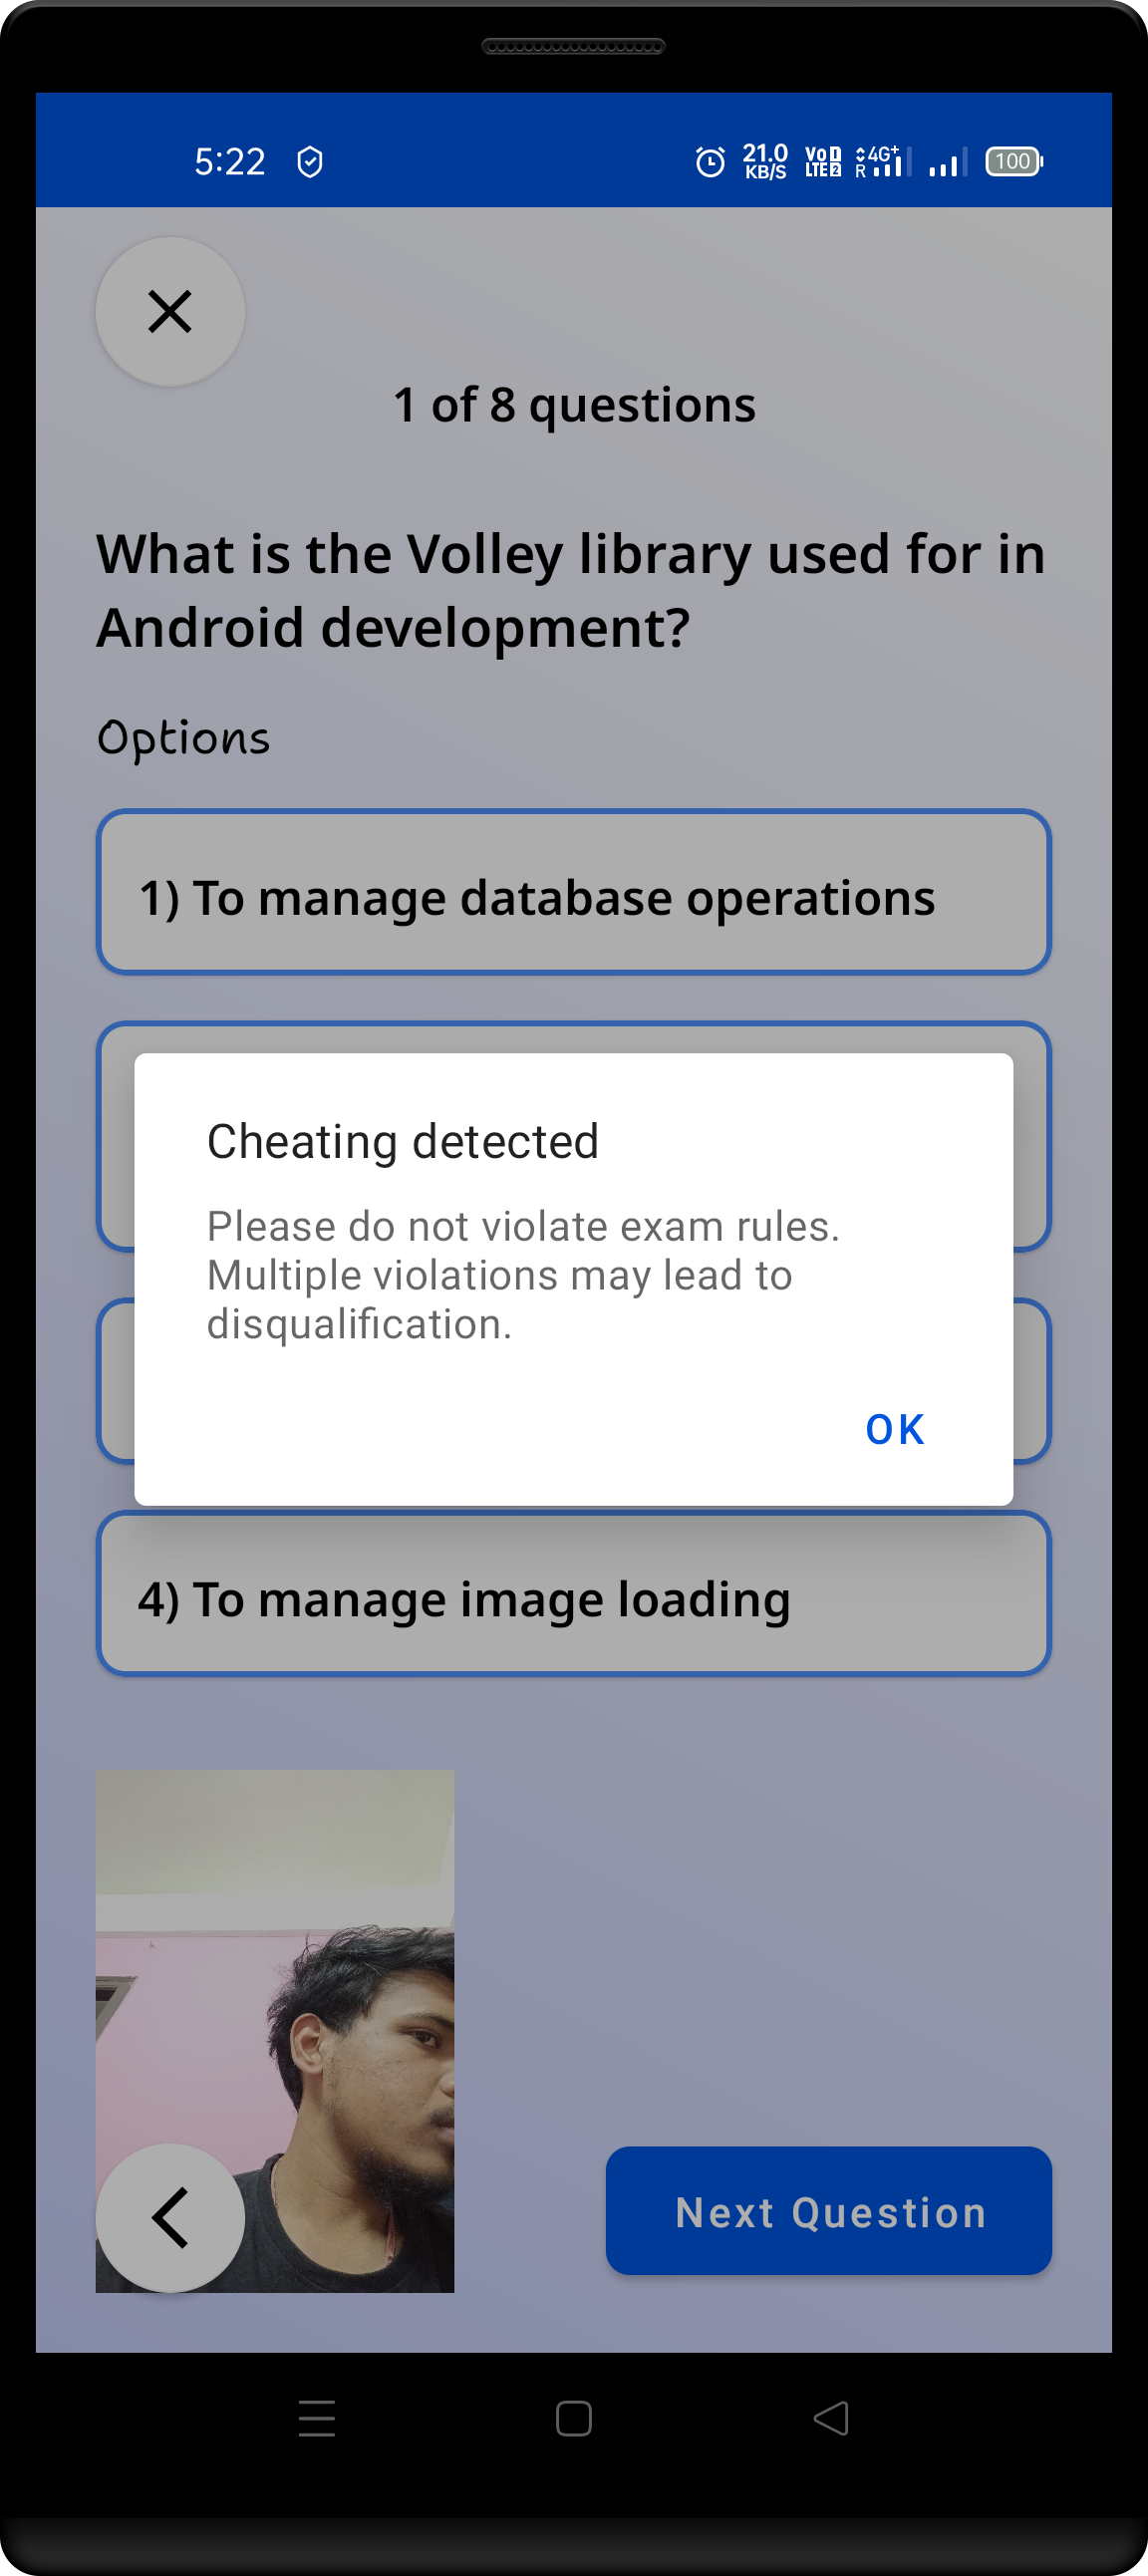 5:22 21.0 KB/S Vo LTE 2 4G+ R 100
1 of 8 questions
What is the Volley library used for in
Android development?
Options
1) To manage database operations
Cheating detected
Please do not violate exam rules.
Multiple violations may lead to
disqualification.
OK
4) To manage image loading
Next Question